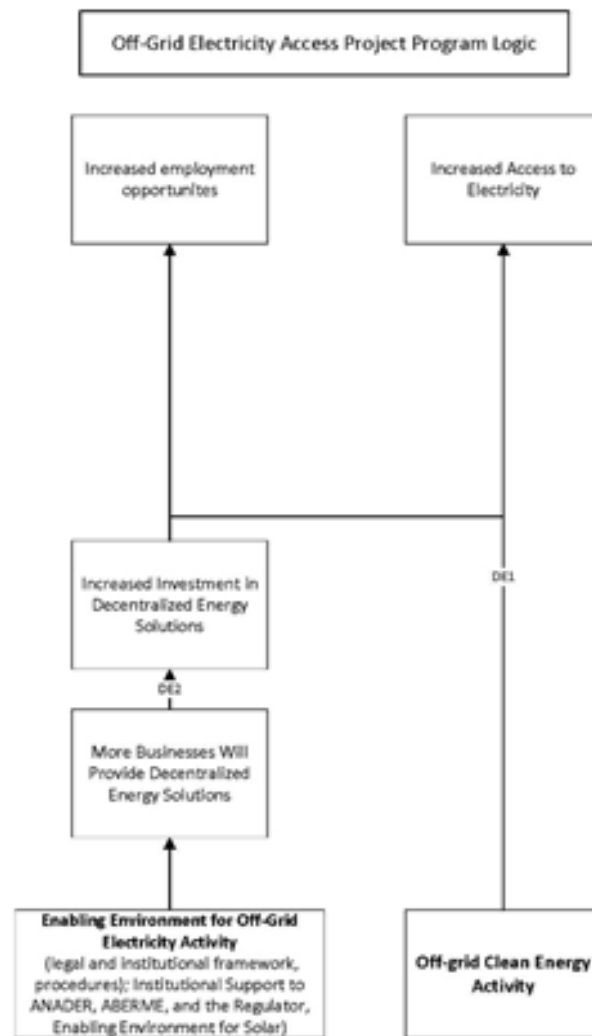 Off-Grid Electricity Access Project Program Logic
Increased employment
opportunites
Increased Access to
Electricity
Increased Investment in
Decentralized Energy
Solutions
DE1
DE2
More Businesses Will
Provide Decentralized
Energy Solutions
Enabling Environment for Off-Grid
Electricity Activity
(legal and institutional framework,
procedures); Institutional Support to
ANADER, ABERME, and the Regulator,
Enabling Environment for Solar)
Off-grid Clean Energy
Activity